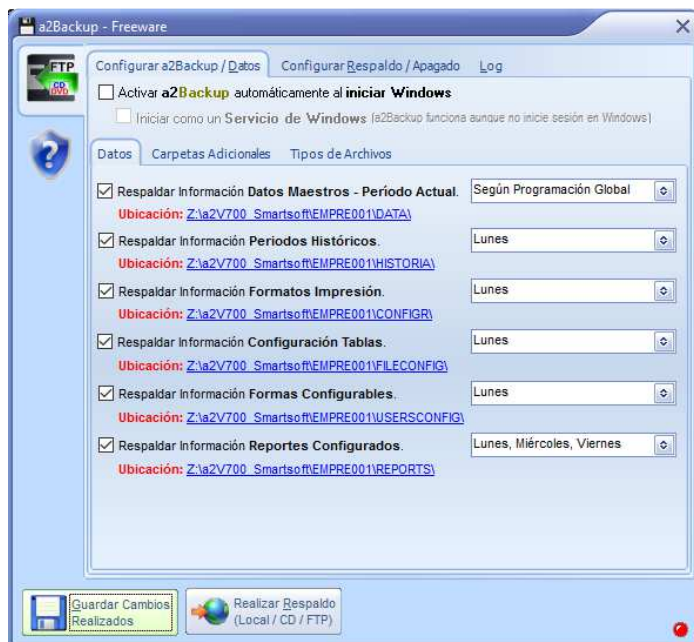 a2Backup - Freeware
FTP
CD
DVD
Configurar a2Backup / Datos
Configurar Respaldo / Apagado
Log
Activar a2Backup automáticamente al iniciar Windows
Iniciar como un Servicio de Windows (a2Backup funciona aunque no inicie sesión en Windows)
Datos
Carpetas Adicionales
Tipos de Archivos
Respaldar Información Datos Maestros - Período Actual.
Según Programación Global
Ubicación: Z:\a2V700_Smartsoft\EMPRE001\DATA\
Respaldar Información Periodos Históricos.
Lunes
Ubicación: Z:\a2V700_Smartsoft\EMPRE001\HISTORIA\
Respaldar Información Formatos Impresión.
Lunes
Ubicación: Z:\a2V700_Smartsoft\EMPRE001\CONFIGR\
Respaldar Información Configuración Tablas.
Lunes
Ubicación: Z:\a2V700_Smartsoft\EMPRE001\FILECONFIG\
Respaldar Información Formas Configurables.
Lunes
Ubicación: Z:\a2V700_Smartsoft\EMPRE001\USERSCONFIG\
Respaldar Información Reportes Configurados.
Lunes, Miércoles, Viernes
Ubicación: Z:\a2V700_Smartsoft\EMPRE001\REPORTS\
Guardar Cambios
Realizados
Realizar Respaldo
(Local / CD / FTP)